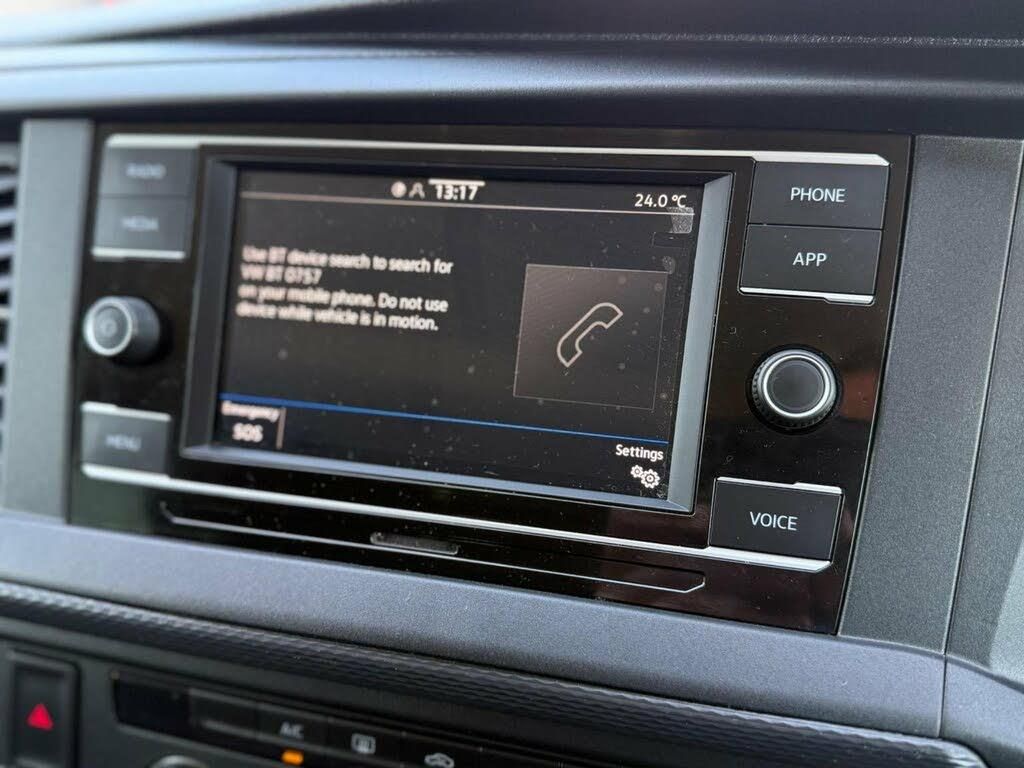 RADIO
MEDIA
MENU
13:17
24.0 °C
Use BT device search to search for
VW BT 0757
on your mobile phone. Do not use
device while vehicle is in motion.
Emergency
SOS
Settings
PHONE
APP
VOICE
A/C